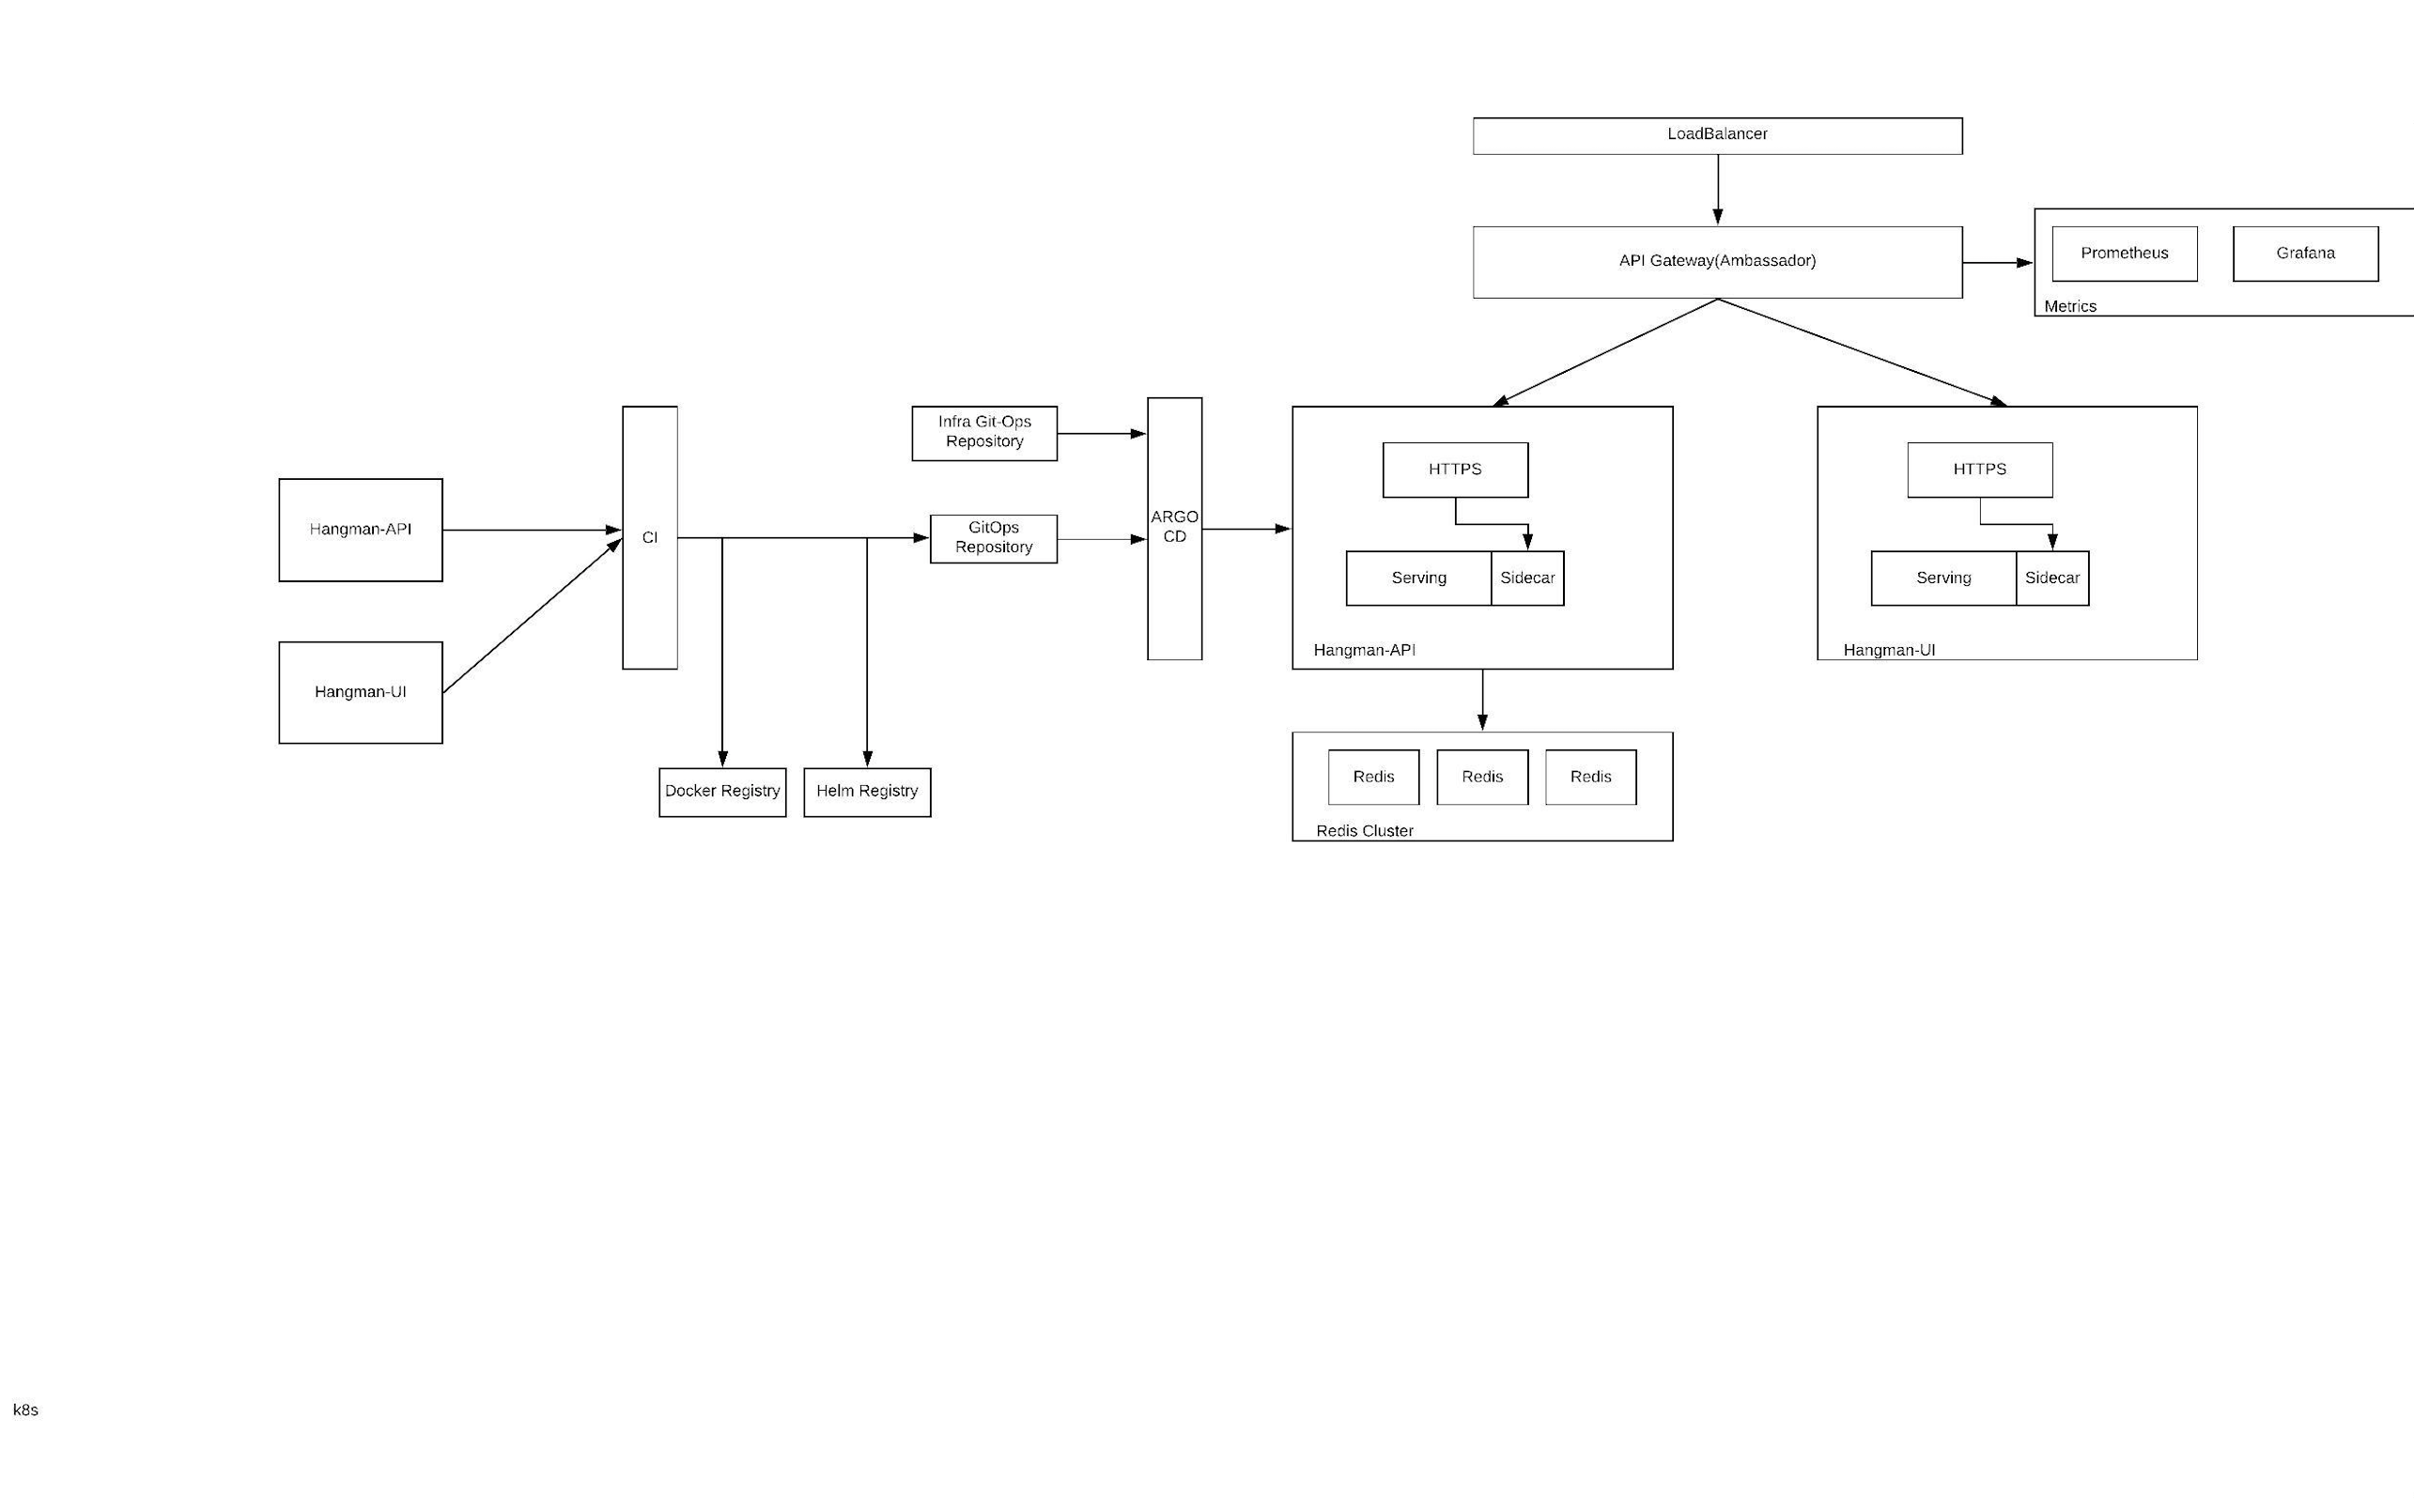 LoadBalancer
API Gateway(Ambassador)
Prometheus
Grafana
Metrics
Infra Git-Ops
Repository
Hangman-API
CI
GitOps
Repository
ARGO
CD
HTTPS
Serving
Sidecar
Hangman-API
HTTPS
Serving
Sidecar
Hangman-UI
Hangman-UI
Docker Registry
Helm Registry
Redis
Redis
Redis
Redis Cluster
k8s